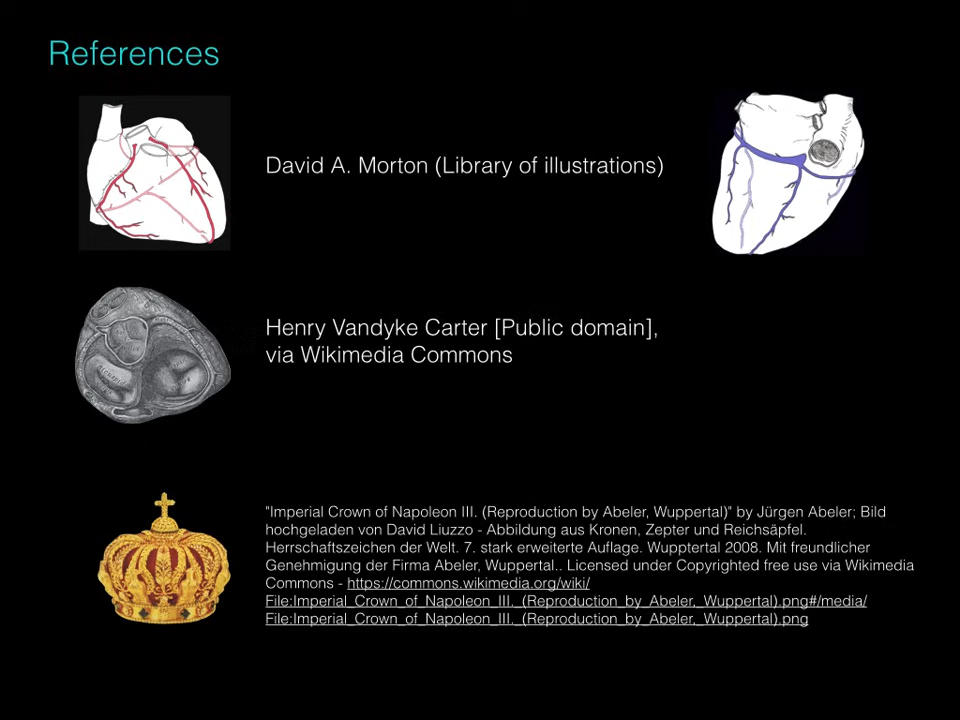 References
David A. Morton (Library of illustrations)
Henry Vandyke Carter [Public domain],
via Wikimedia Commons
"Imperial Crown of Napoleon III. (Reproduction by Abeler, Wuppertal)" by Jürgen Abeler; Bild
hochgeladen von David Liuzzo - Abbildung aus Kronen, Zepter und Reichsäpfel.
Herrschaftszeichen der Welt. 7. stark erweiterte Auflage. Wupptertal 2008. Mit freundlicher
Genehmigung der Firma Abeler, Wuppertal.. Licensed under Copyrighted free use via Wikimedia
Commons - https://commons.wikimedia.org/wiki/
File:Imperial_Crown_of_Napoleon_III._(Reproduction_by_Abeler,_Wuppertal).png#/media/
File:Imperial_Crown_of_Napoleon_III._(Reproduction_by_Abeler,_Wuppertal).png